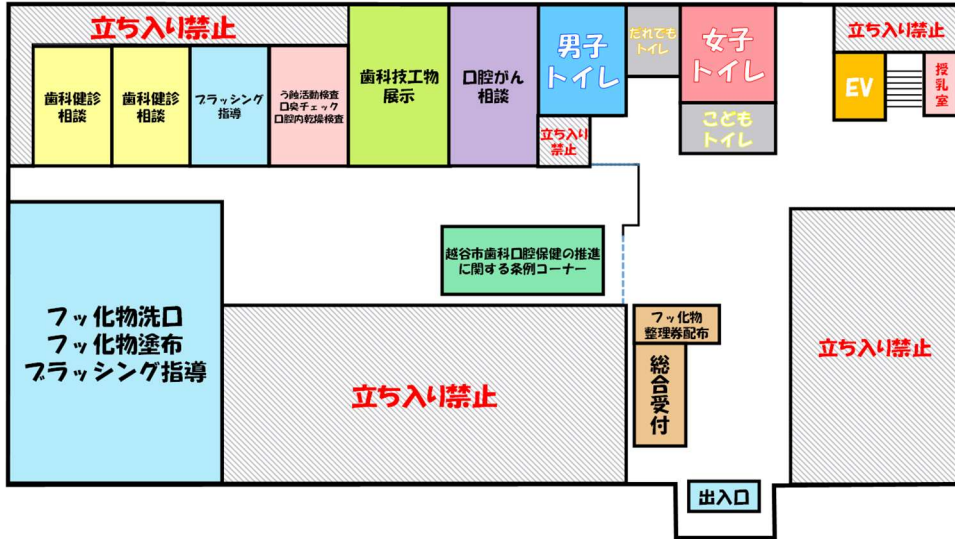 立ち入り禁止
歯科健診
相談
歯科健診
相談
ブラッシング
指導
う蝕活動検査
口臭チェック
口腔内乾燥検査
歯科技工物
展示
口腔がん
相談
男子
トイレ
立ち入り
禁止
だれでも
トイレ
女子
トイレ
こども
トイレ
立ち入り禁止
EV
授乳室
フッ化物洗口
フッ化物塗布
ブラッシング指導
越谷市歯科口腔保健の推進
に関する条例コーナー
立ち入り禁止
フッ化物
整理券配布
総合受付
立ち入り禁止
出入口